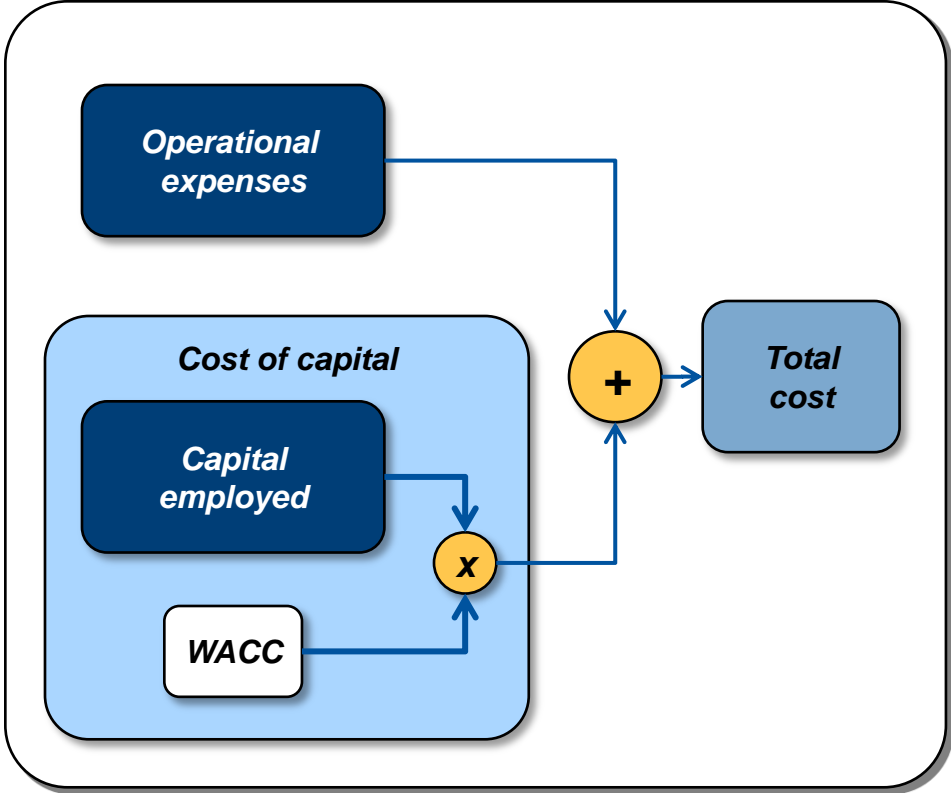 Operational
expenses
Cost of capital
Capital
employed
x
WACC
+
Total
cost